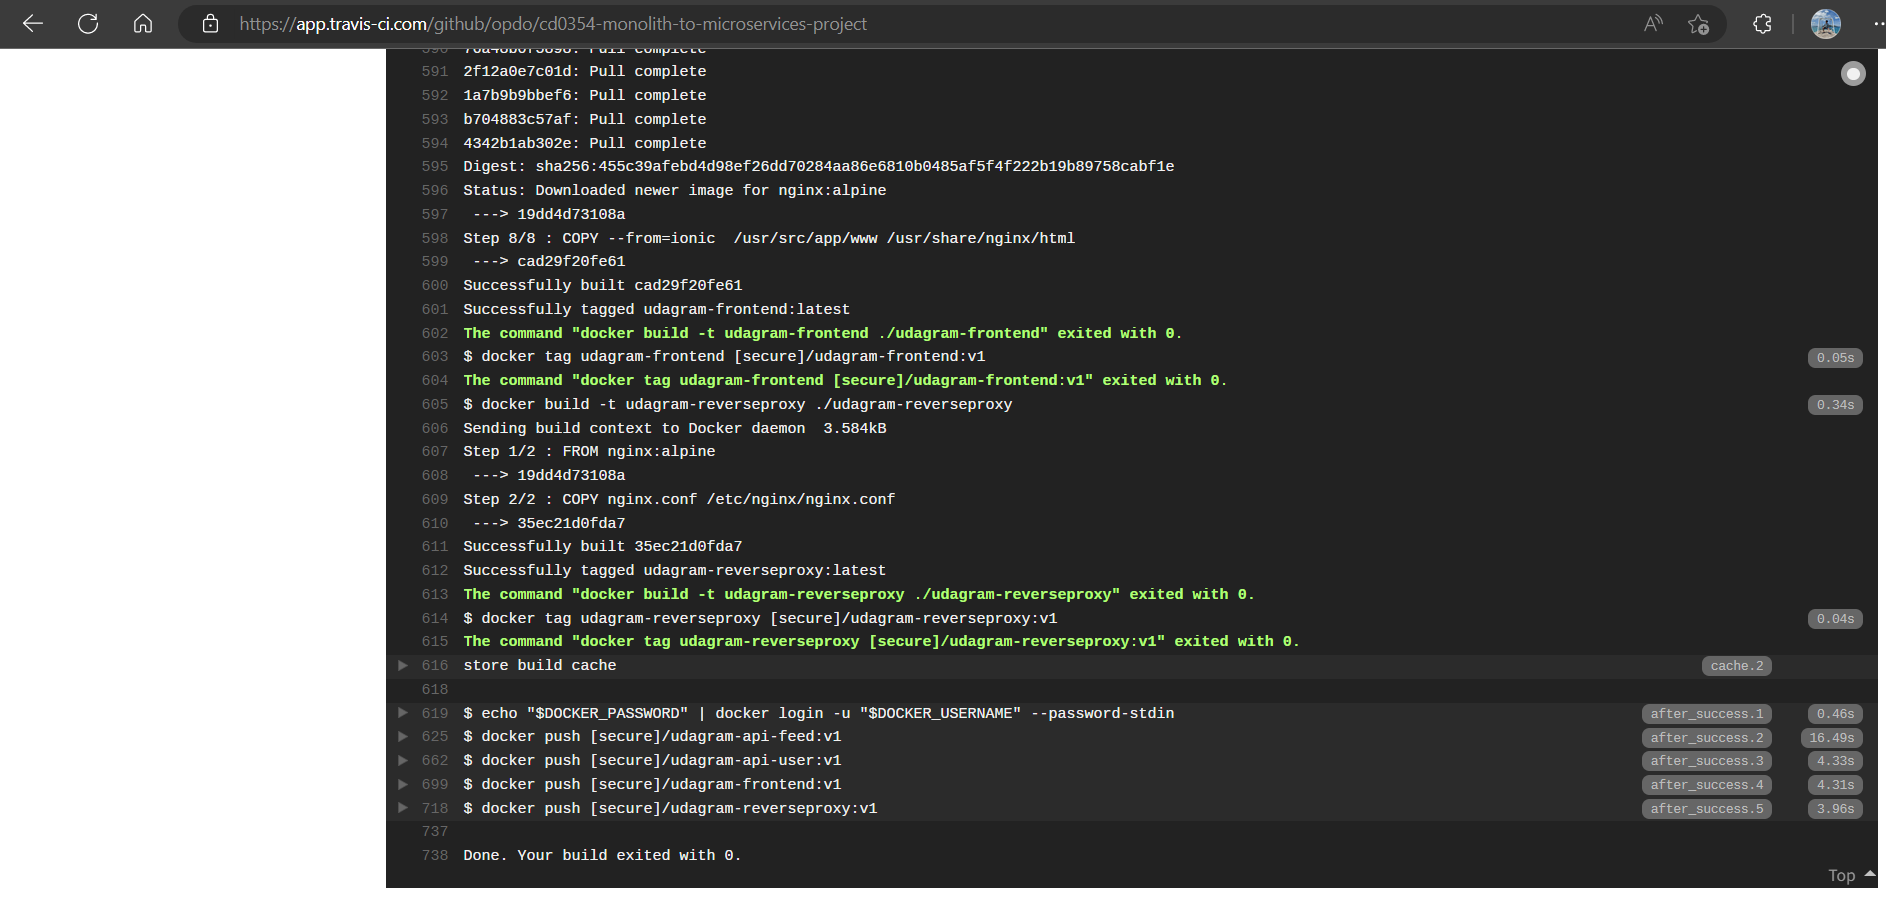 https://app.travis-ci.com/github/opdo/cd0354-monolith-to-microservices-project
591 2f12a0e7c01d: Pull complete
592 1a7b9b9bbef6: Pull complete
593 b704883c57af: Pull complete
594 4342b1ab302e: Pull complete
595 Digest: sha256:455c39afebd4d98ef26dd70284aa86e6810b0485af5f4f222b19b89758cabf1e
596 Status: Downloaded newer image for nginx:alpine
597 ---> 19dd4d73108a
598 Step 8/8 : COPY --from=ionic  /usr/src/app/www /usr/share/nginx/html
599 ---> cad29f20fe61
600 Successfully built cad29f20fe61
601 Successfully tagged udagram-frontend:latest
602 The command "docker build -t udagram-frontend ./udagram-frontend" exited with 0.
603 $ docker tag udagram-frontend [secure]/udagram-frontend:v1 0.05s
604 The command "docker tag udagram-frontend [secure]/udagram-frontend:v1" exited with 0.
605 $ docker build -t udagram-reverseproxy ./udagram-reverseproxy 0.34s
606 Sending build context to Docker daemon  3.584kB
607 Step 1/2 : FROM nginx:alpine
608 ---> 19dd4d73108a
609 Step 2/2 : COPY nginx.conf /etc/nginx/nginx.conf
610 ---> 35ec21d0fda7
611 Successfully built 35ec21d0fda7
612 Successfully tagged udagram-reverseproxy:latest
613 The command "docker build -t udagram-reverseproxy ./udagram-reverseproxy" exited with 0.
614 $ docker tag udagram-reverseproxy [secure]/udagram-reverseproxy:v1 0.04s
615 The command "docker tag udagram-reverseproxy [secure]/udagram-reverseproxy:v1" exited with 0.
616 store build cache cache.2
618
619 $ echo "$DOCKER_PASSWORD" | docker login -u "$DOCKER_USERNAME" --password-stdin after_success.1 0.46s
625 $ docker push [secure]/udagram-api-feed:v1 after_success.2 16.49s
662 $ docker push [secure]/udagram-api-user:v1 after_success.3 4.33s
699 $ docker push [secure]/udagram-frontend:v1 after_success.4 4.31s
718 $ docker push [secure]/udagram-reverseproxy:v1 after_success.5 3.96s
737
738 Done. Your build exited with 0.
Top